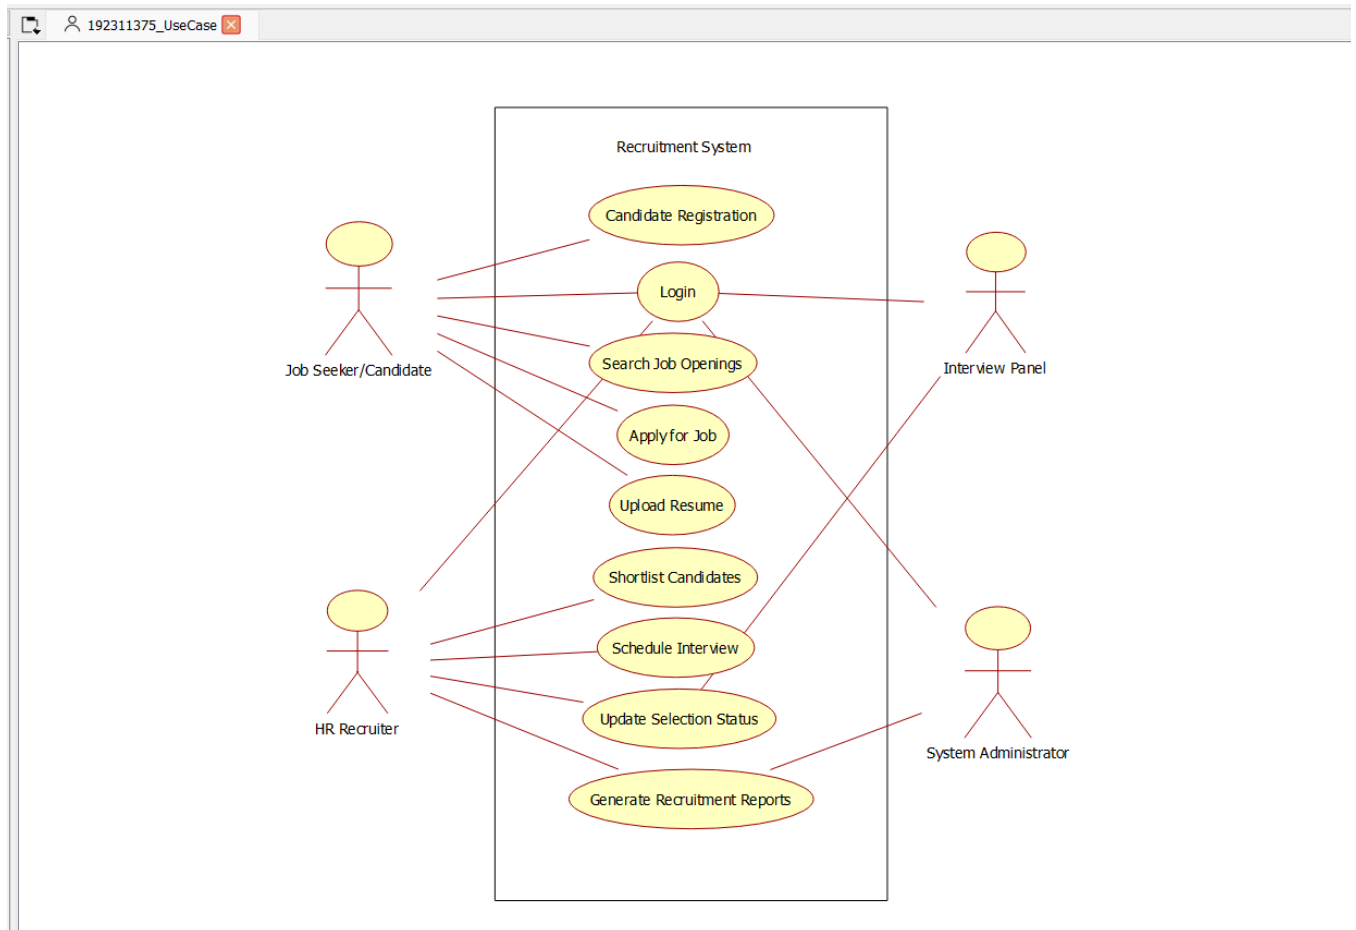 192311375_UseCase
Recruitment System
Candidate Registration
Login
Search Job Openings
Apply for Job
Upload Resume
Shortlist Candidates
Schedule Interview
Update Selection Status
Generate Recruitment Reports
Job Seeker/Candidate
HR Recruiter
Interview Panel
System Administrator